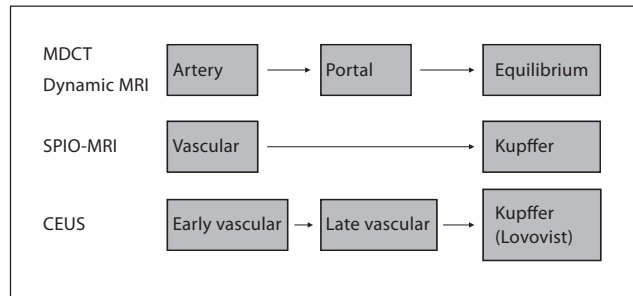 MDCT
Dynamic MRI
Artery
Portal
Equilibrium
SPIO-MRI
Vascular
Kupffer
CEUS
Early vascular
Late vascular
Kupffer
(Lovovist)